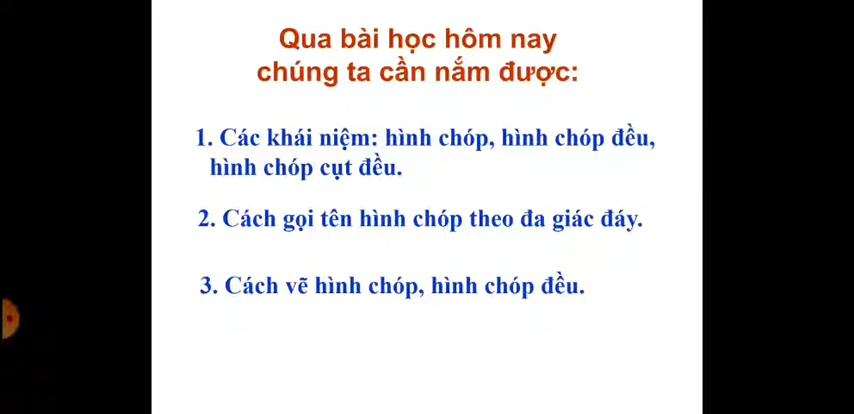 Qua bài học hôm nay
chúng ta cần nắm được:
1. Các khái niệm: hình chóp, hình chóp đều,
hình chóp cụt đều.
2. Cách gọi tên hình chóp theo đa giác đáy.
3. Cách vẽ hình chóp, hình chóp đều.